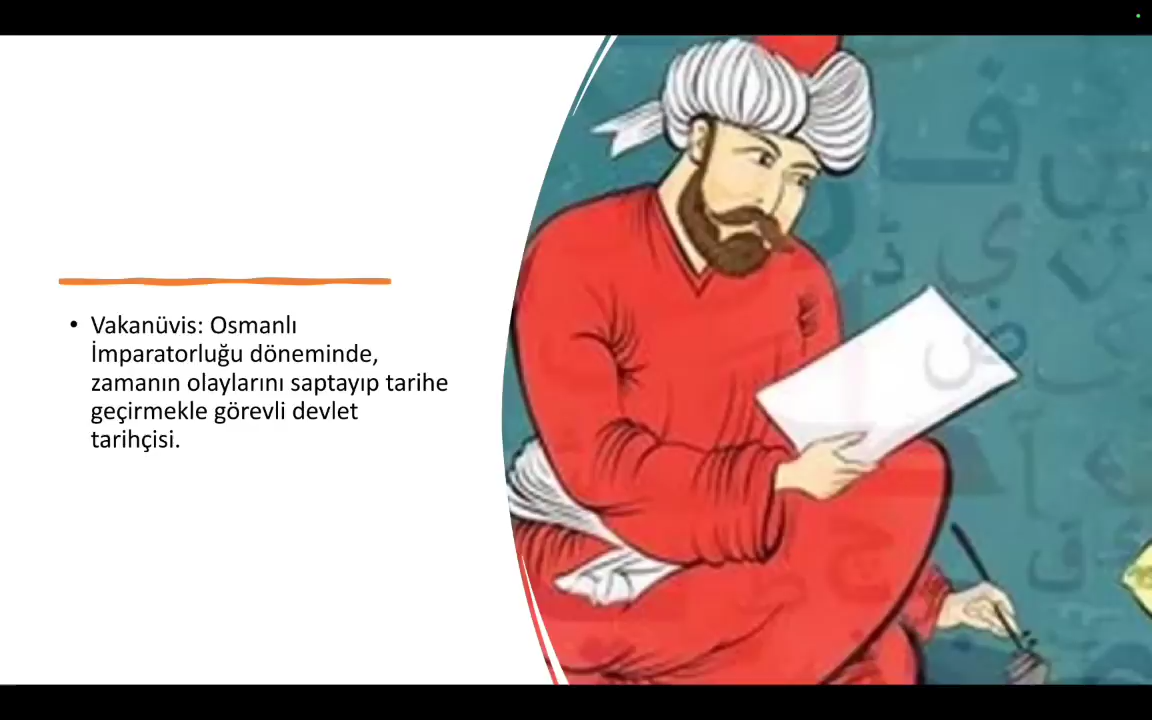 • Vakanüvis: Osmanlı
İmparatorluğu döneminde,
zamanın olaylarını saptayıp tarihe
geçirmekle görevli devlet
tarihçisi.